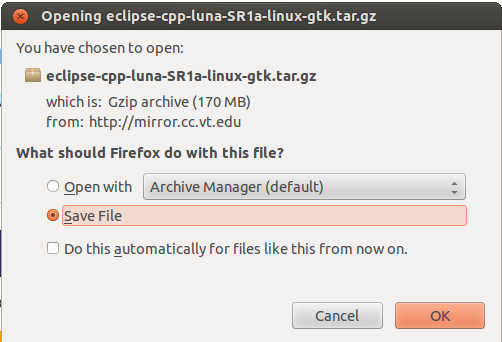 Opening eclipse-cpp-luna-SR1a-linux-gtk.tar.gz
You have chosen to open:
eclipse-cpp-luna-SR1a-linux-gtk.tar.gz
which is: Gzip archive (170 MB)
from: http://mirror.cc.vt.edu
What should Firefox do with this file?
Open with Archive Manager (default)
Save File
Do this automatically for files like this from now on.
Cancel OK